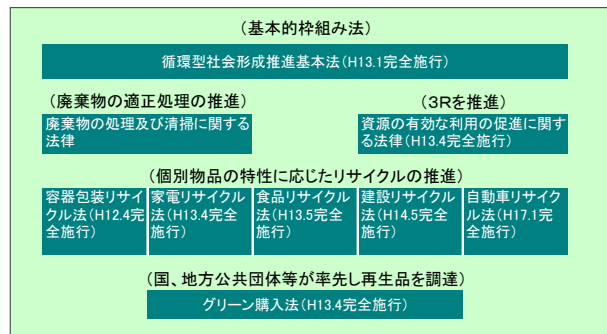 (基本的枠組み法)
循環型社会形成推進基本法(H13.1完全施行)
(廃棄物の適正処理の推進)
(3Rを推進)
廃棄物の処理及び清掃に関する
法律
資源の有効な利用の促進に関す
る法律(H13.4完全施行)
(個別物品の特性に応じたリサイクルの推進)
容器包装リサイ
クル法(H12.4完
全施行)
家電リサイクル
法(H13.4完全
施行)
食品リサイクル
法(H13.5完全
施行)
建設リサイクル
法(H14.5完全
施行)
自動車リサイク
ル法(H17.1完
全施行)
(国、地方公共団体等が率先し再生品を調達)
グリーン購入法(H13.4完全施行)